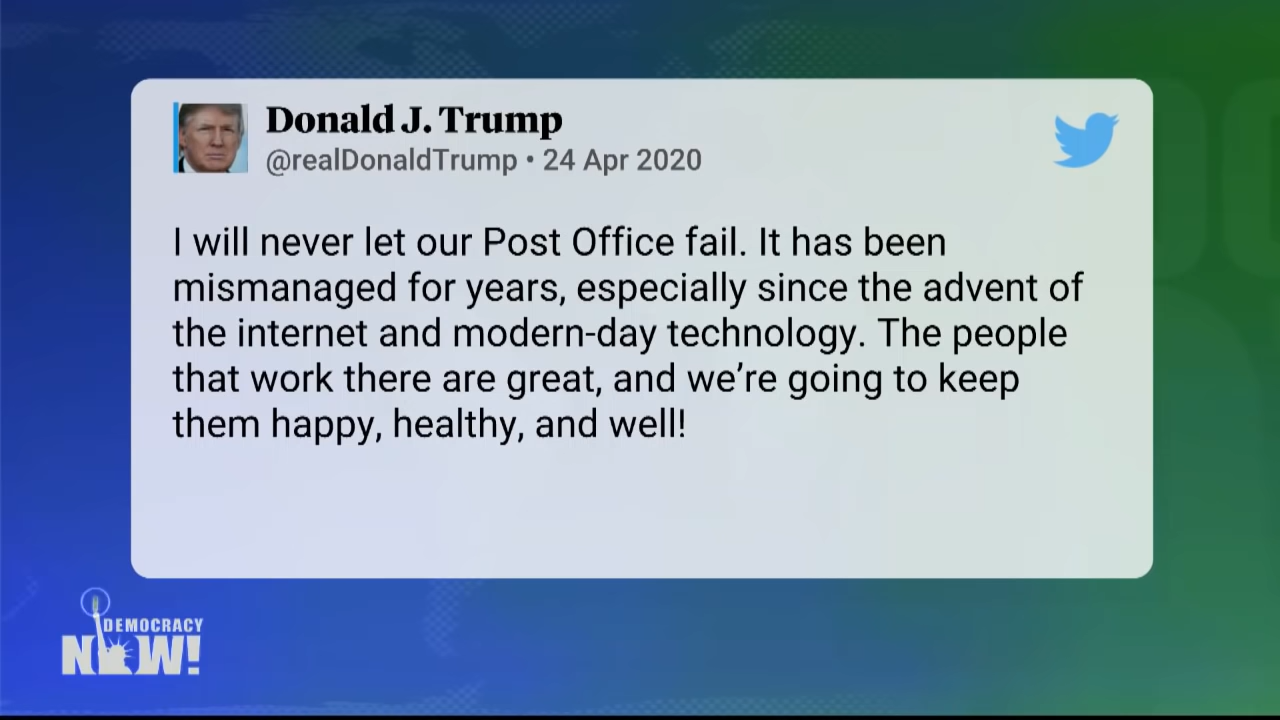 Donald J. Trump
@realDonaldTrump • 24 Apr 2020
I will never let our Post Office fail. It has been
mismanaged for years, especially since the advent of
the internet and modern-day technology. The people
that work there are great, and we’re going to keep
them happy, healthy, and well!
DEMOCRACY
NOW!